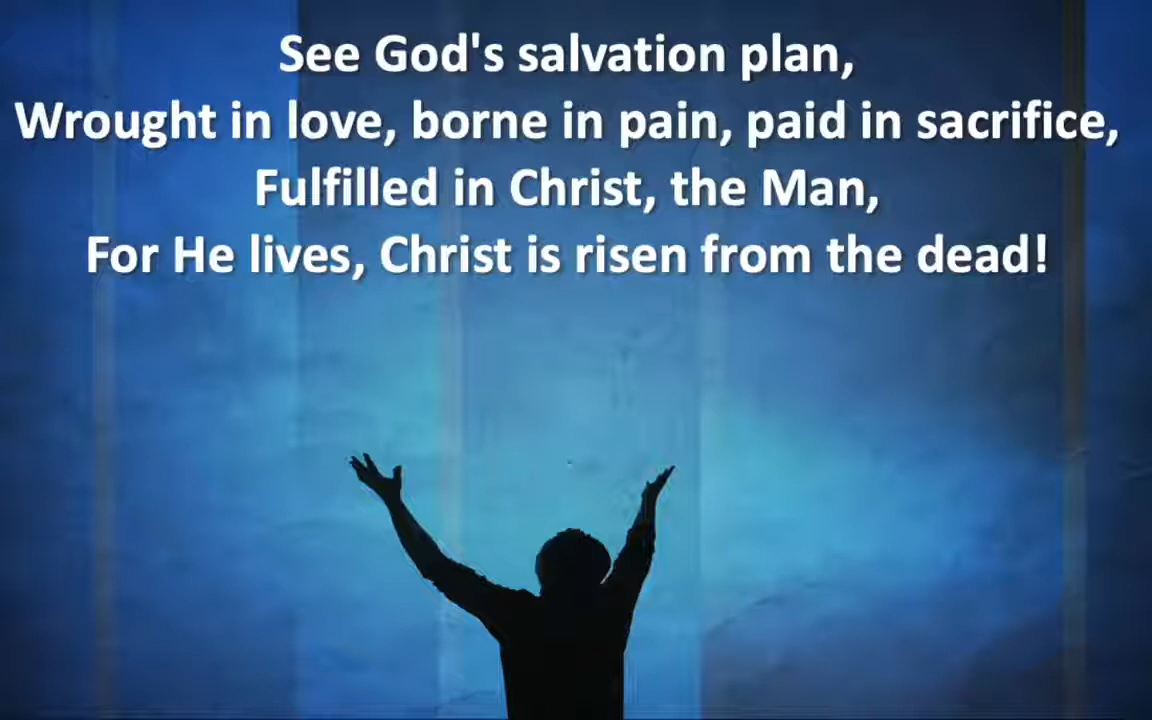 See God's salvation plan,
Wrought in love, borne in pain, paid in sacrifice,
Fulfilled in Christ, the Man,
For He lives, Christ is risen from the dead!